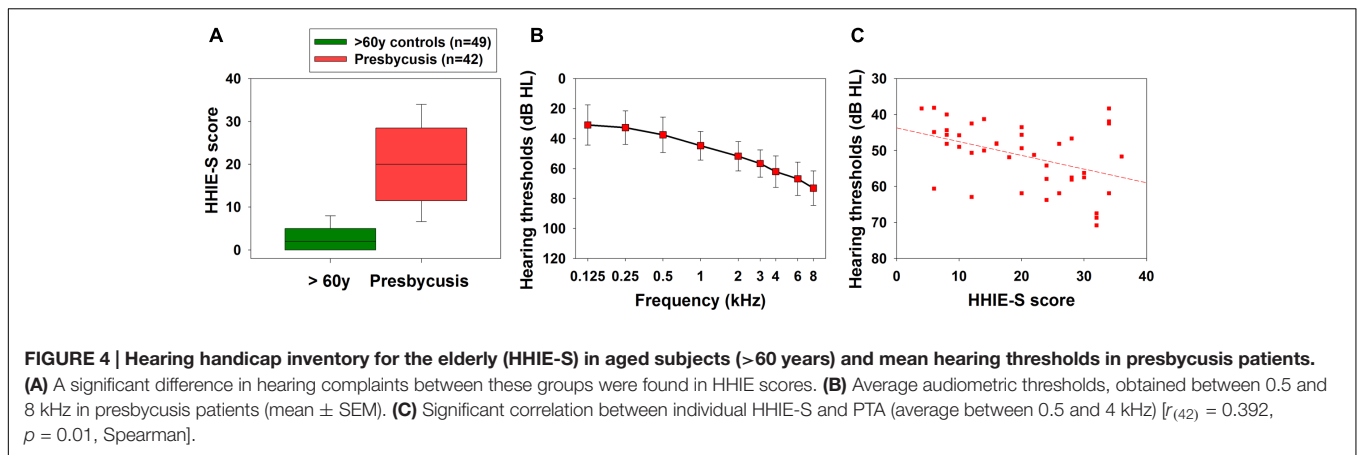 A
>60y controls (n=49)
Presbycusis (n=42)
HHIE-S score
40
30
20
10
0
> 60y Presbycusis
B
Hearing thresholds (dB HL)
0
20
40
60
80
100
120
0.125 0.25 0.5 1 2 3 4 6 8
Frequency (kHz)
C
Hearing thresholds (dB HL)
30
40
50
60
70
80
0 10 20 30 40
HHIE-S score
FIGURE 4 | Hearing handicap inventory for the elderly (HHIE-S) in aged subjects (>60 years) and mean hearing thresholds in presbycusis patients.
(A) A significant difference in hearing complaints between these groups were found in HHIE scores. (B) Average audiometric thresholds, obtained between 0.5 and
8 kHz in presbycusis patients (mean ± SEM). (C) Significant correlation between individual HHIE-S and PTA (average between 0.5 and 4 kHz) [r(42) = 0.392,
p = 0.01, Spearman].